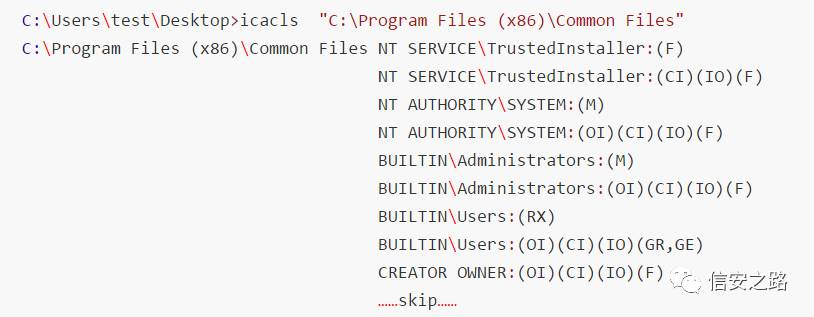 C:\Users\test\Desktop>icacls  "C:\Program Files (x86)\Common Files"
C:\Program Files (x86)\Common Files NT SERVICE\TrustedInstaller:(F)
NT SERVICE\TrustedInstaller:(CI)(IO)(F)
NT AUTHORITY\SYSTEM:(M)
NT AUTHORITY\SYSTEM:(OI)(CI)(IO)(F)
BUILTIN\Administrators:(M)
BUILTIN\Administrators:(OI)(CI)(IO)(F)
BUILTIN\Users:(RX)
BUILTIN\Users:(OI)(CI)(IO)(GR,GE)
CREATOR OWNER:(OI)(CI)(IO)(F)
信安之路
……skip……